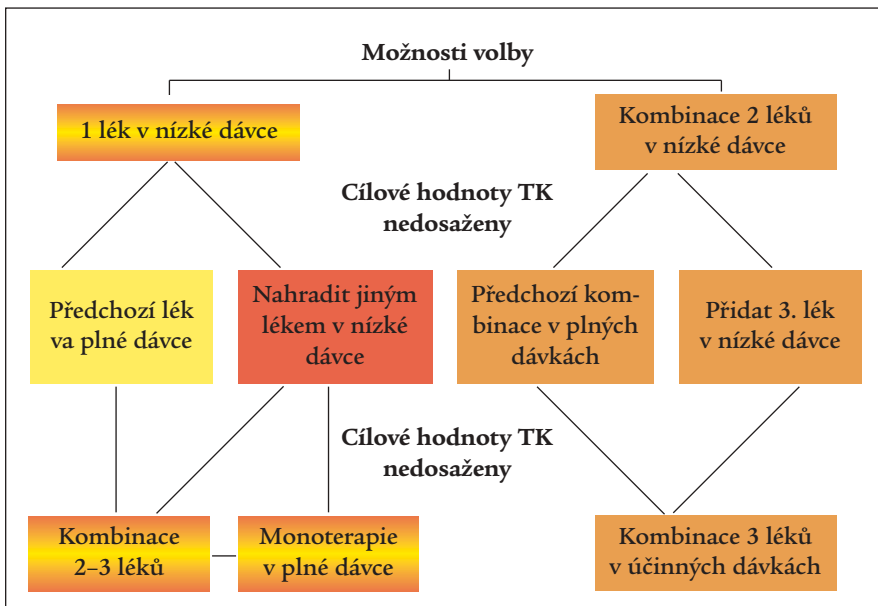 Možnosti volby
1 lék v nízké dávce
Kombinace 2 léků
v nízké dávce
Cílové hodnoty TK
nedosaženy
Předchozí lék
va plné dávce
Nahradit jiným
lékem v nízké
dávce
Předchozí kom-
binace v plných
dávkách
Přidat 3. lék
v nízké dávce
Cílové hodnoty TK
nedosaženy
Kombinace
2–3 léků
Monoterapie
v plné dávce
Kombinace 3 léků
v účinných dávkách